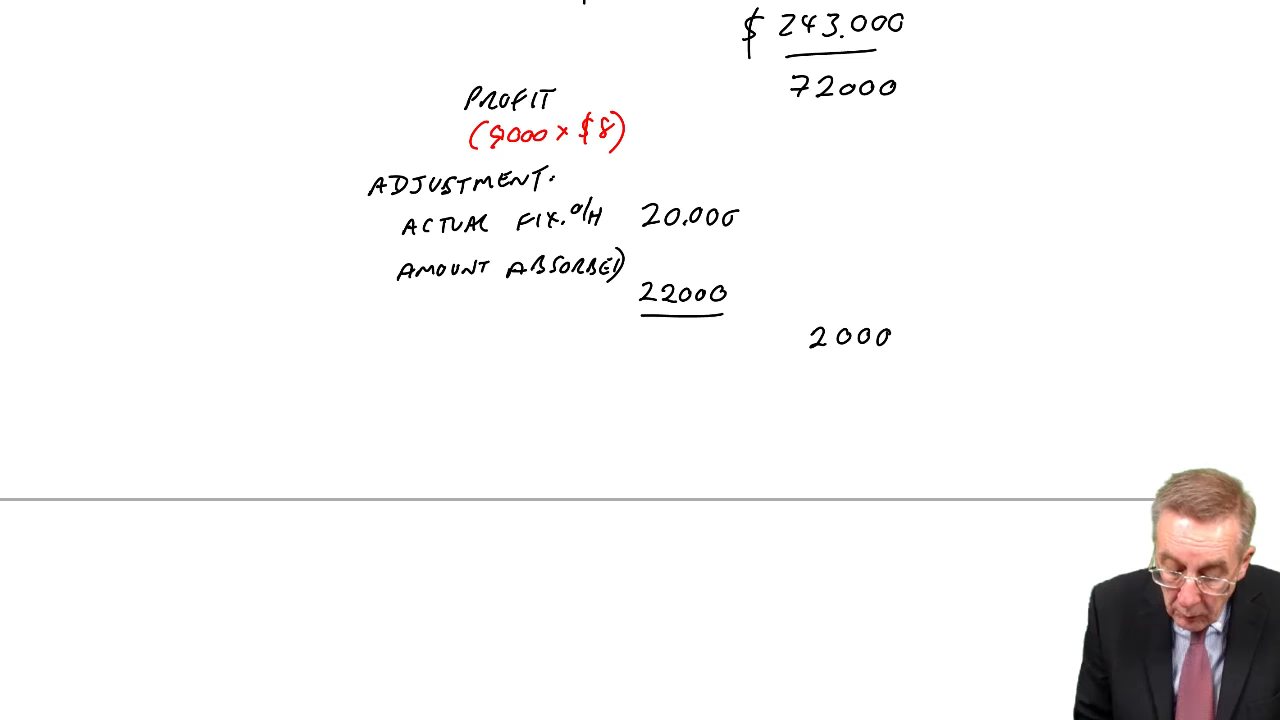 $ 243.000
72000
PROFIT
(9000 x $8)
ADJUSTMENT.
ACTUAL FIX. O/H 20.000
AMOUNT ABSORBED
22000
2000